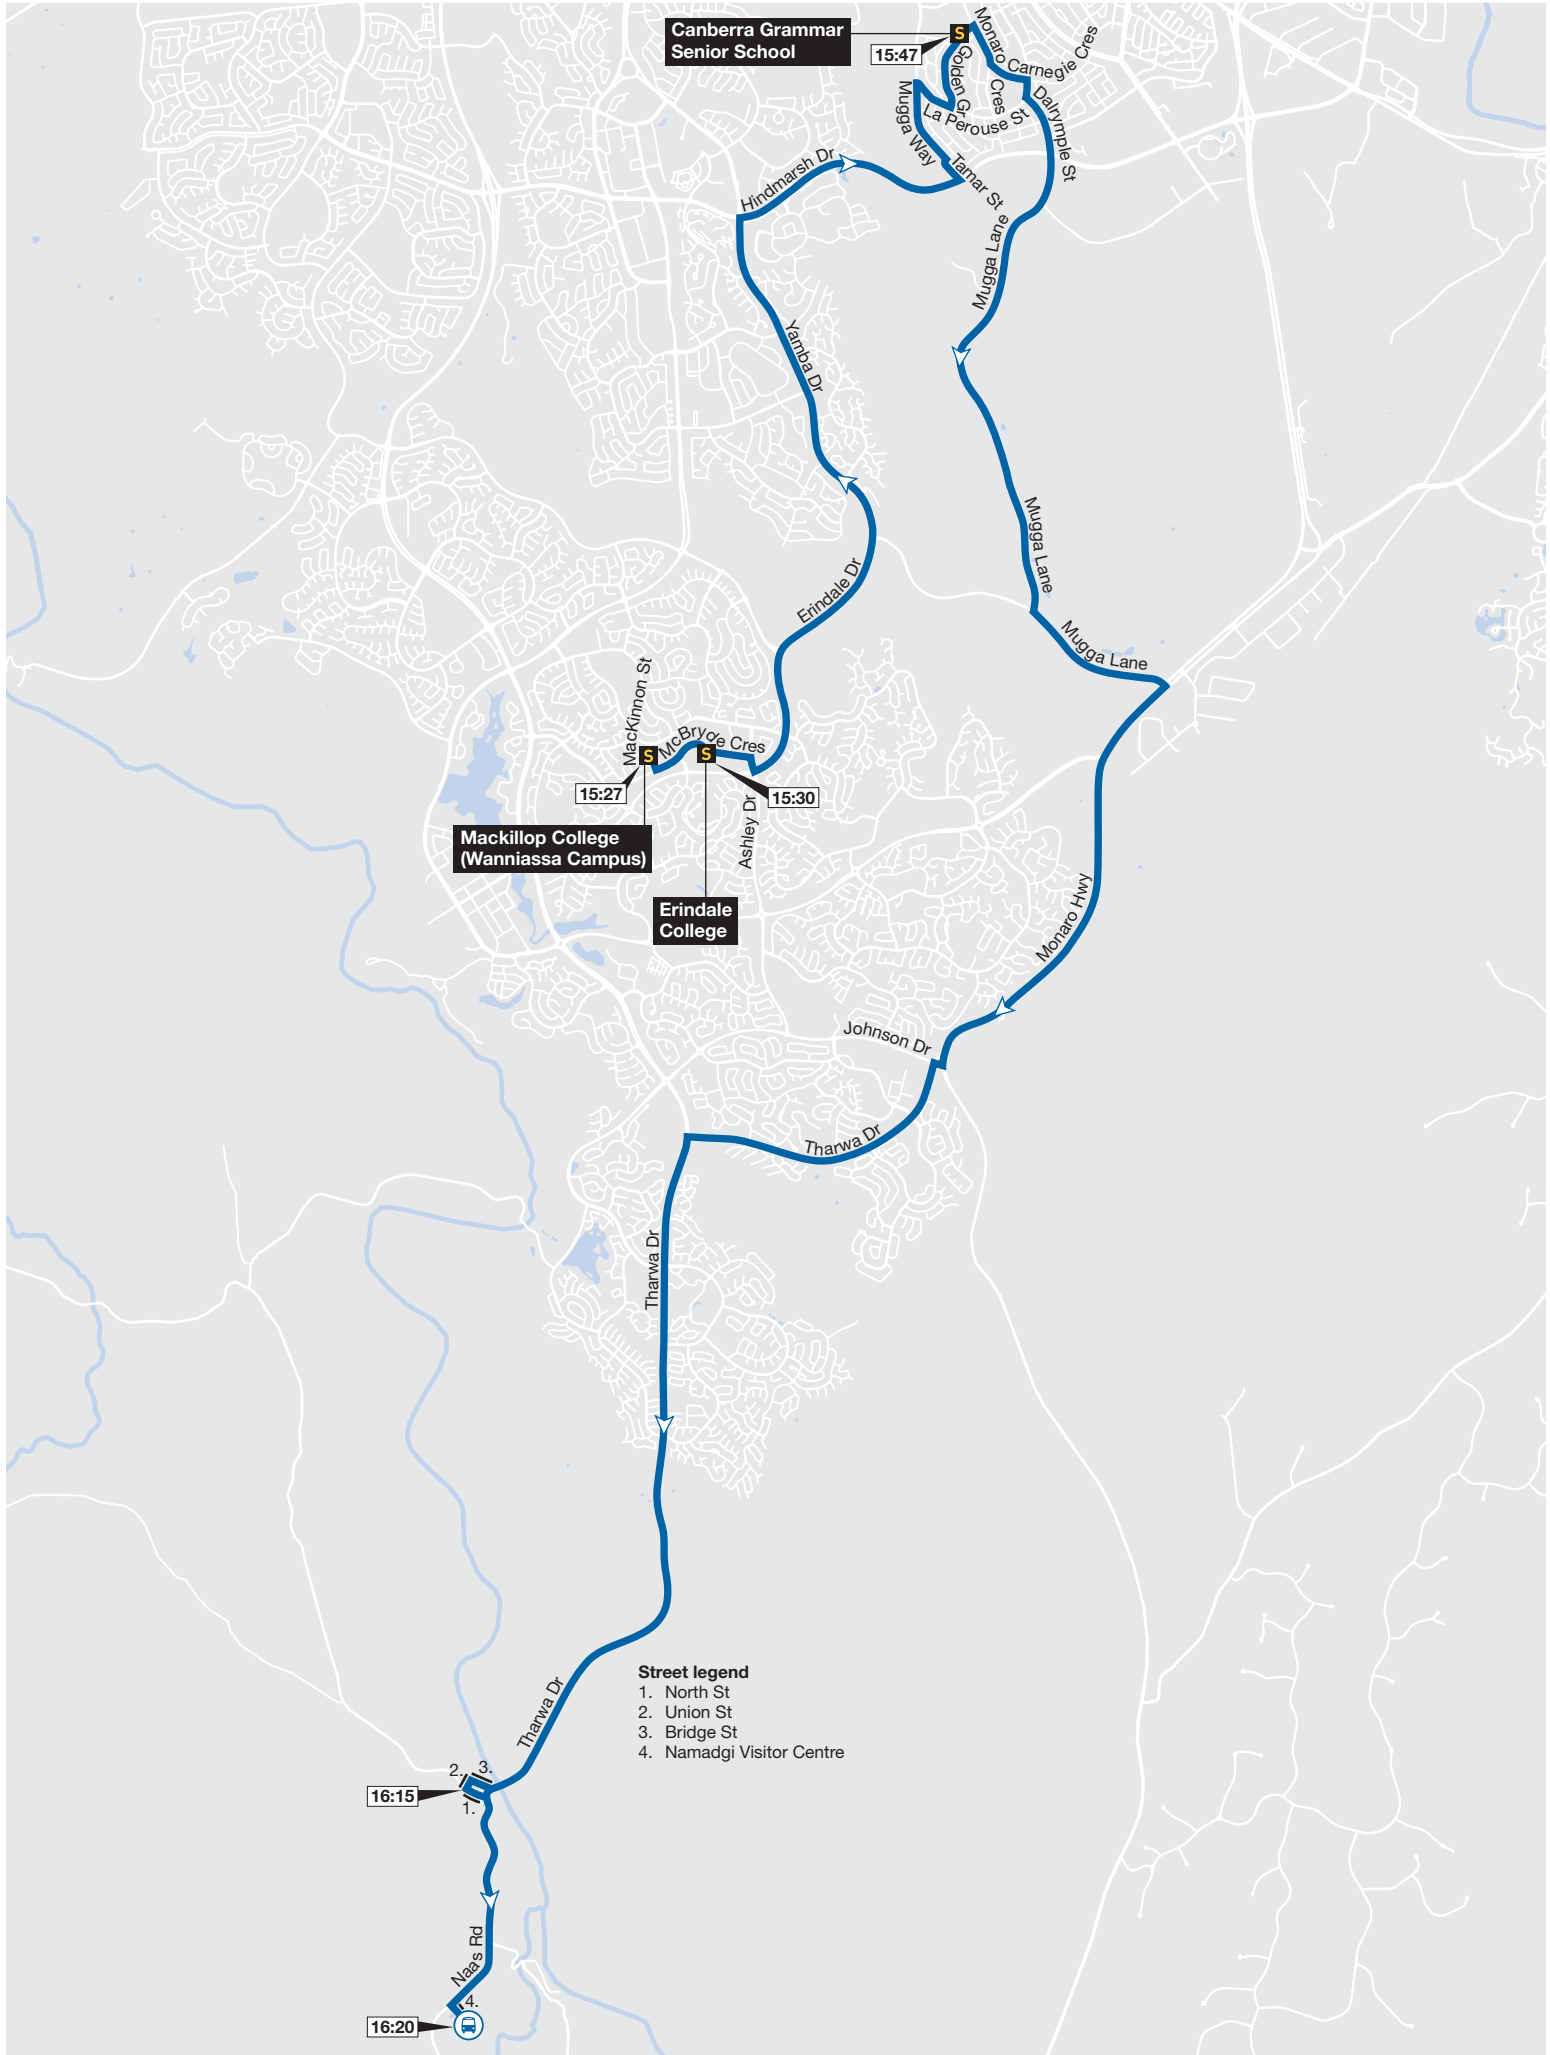 Canberra Grammar
Senior School
S
15:47
Monaro
Cres
Carnegie Cres
Golden Gr
Mugga Way
La Perouse St
Dalrymple St
Hindmarsh Dr
Tamar St
Mugga Lane
Yamba Dr
Mugga Lane
Erindale Dr
Mugga Lane
MacKinnon St
S
McBryde Cres
S
15:27
15:30
Ashley Dr
Mackillop College
(Wanniassa Campus)
Erindale
College
Monaro Hwy
Johnson Dr
Tharwa Dr
Tharwa Dr
Street legend
1. North St
2. Union St
3. Bridge St
4. Namadgi Visitor Centre
Tharwa Dr
2.
3.
16:15
1.
Naas Rd
4.
16:20